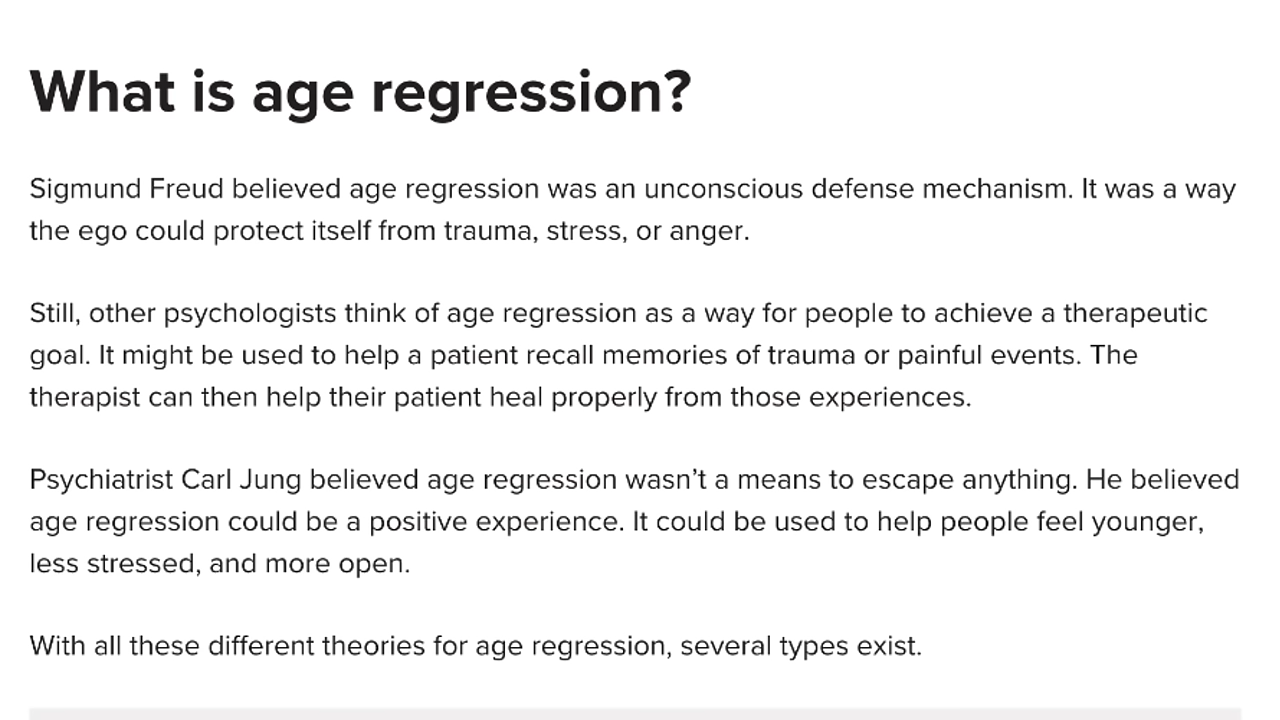 What is age regression?
Sigmund Freud believed age regression was an unconscious defense mechanism. It was a way
the ego could protect itself from trauma, stress, or anger.
Still, other psychologists think of age regression as a way for people to achieve a therapeutic
goal. It might be used to help a patient recall memories of trauma or painful events. The
therapist can then help their patient heal properly from those experiences.
Psychiatrist Carl Jung believed age regression wasn’t a means to escape anything. He believed
age regression could be a positive experience. It could be used to help people feel younger,
less stressed, and more open.
With all these different theories for age regression, several types exist.